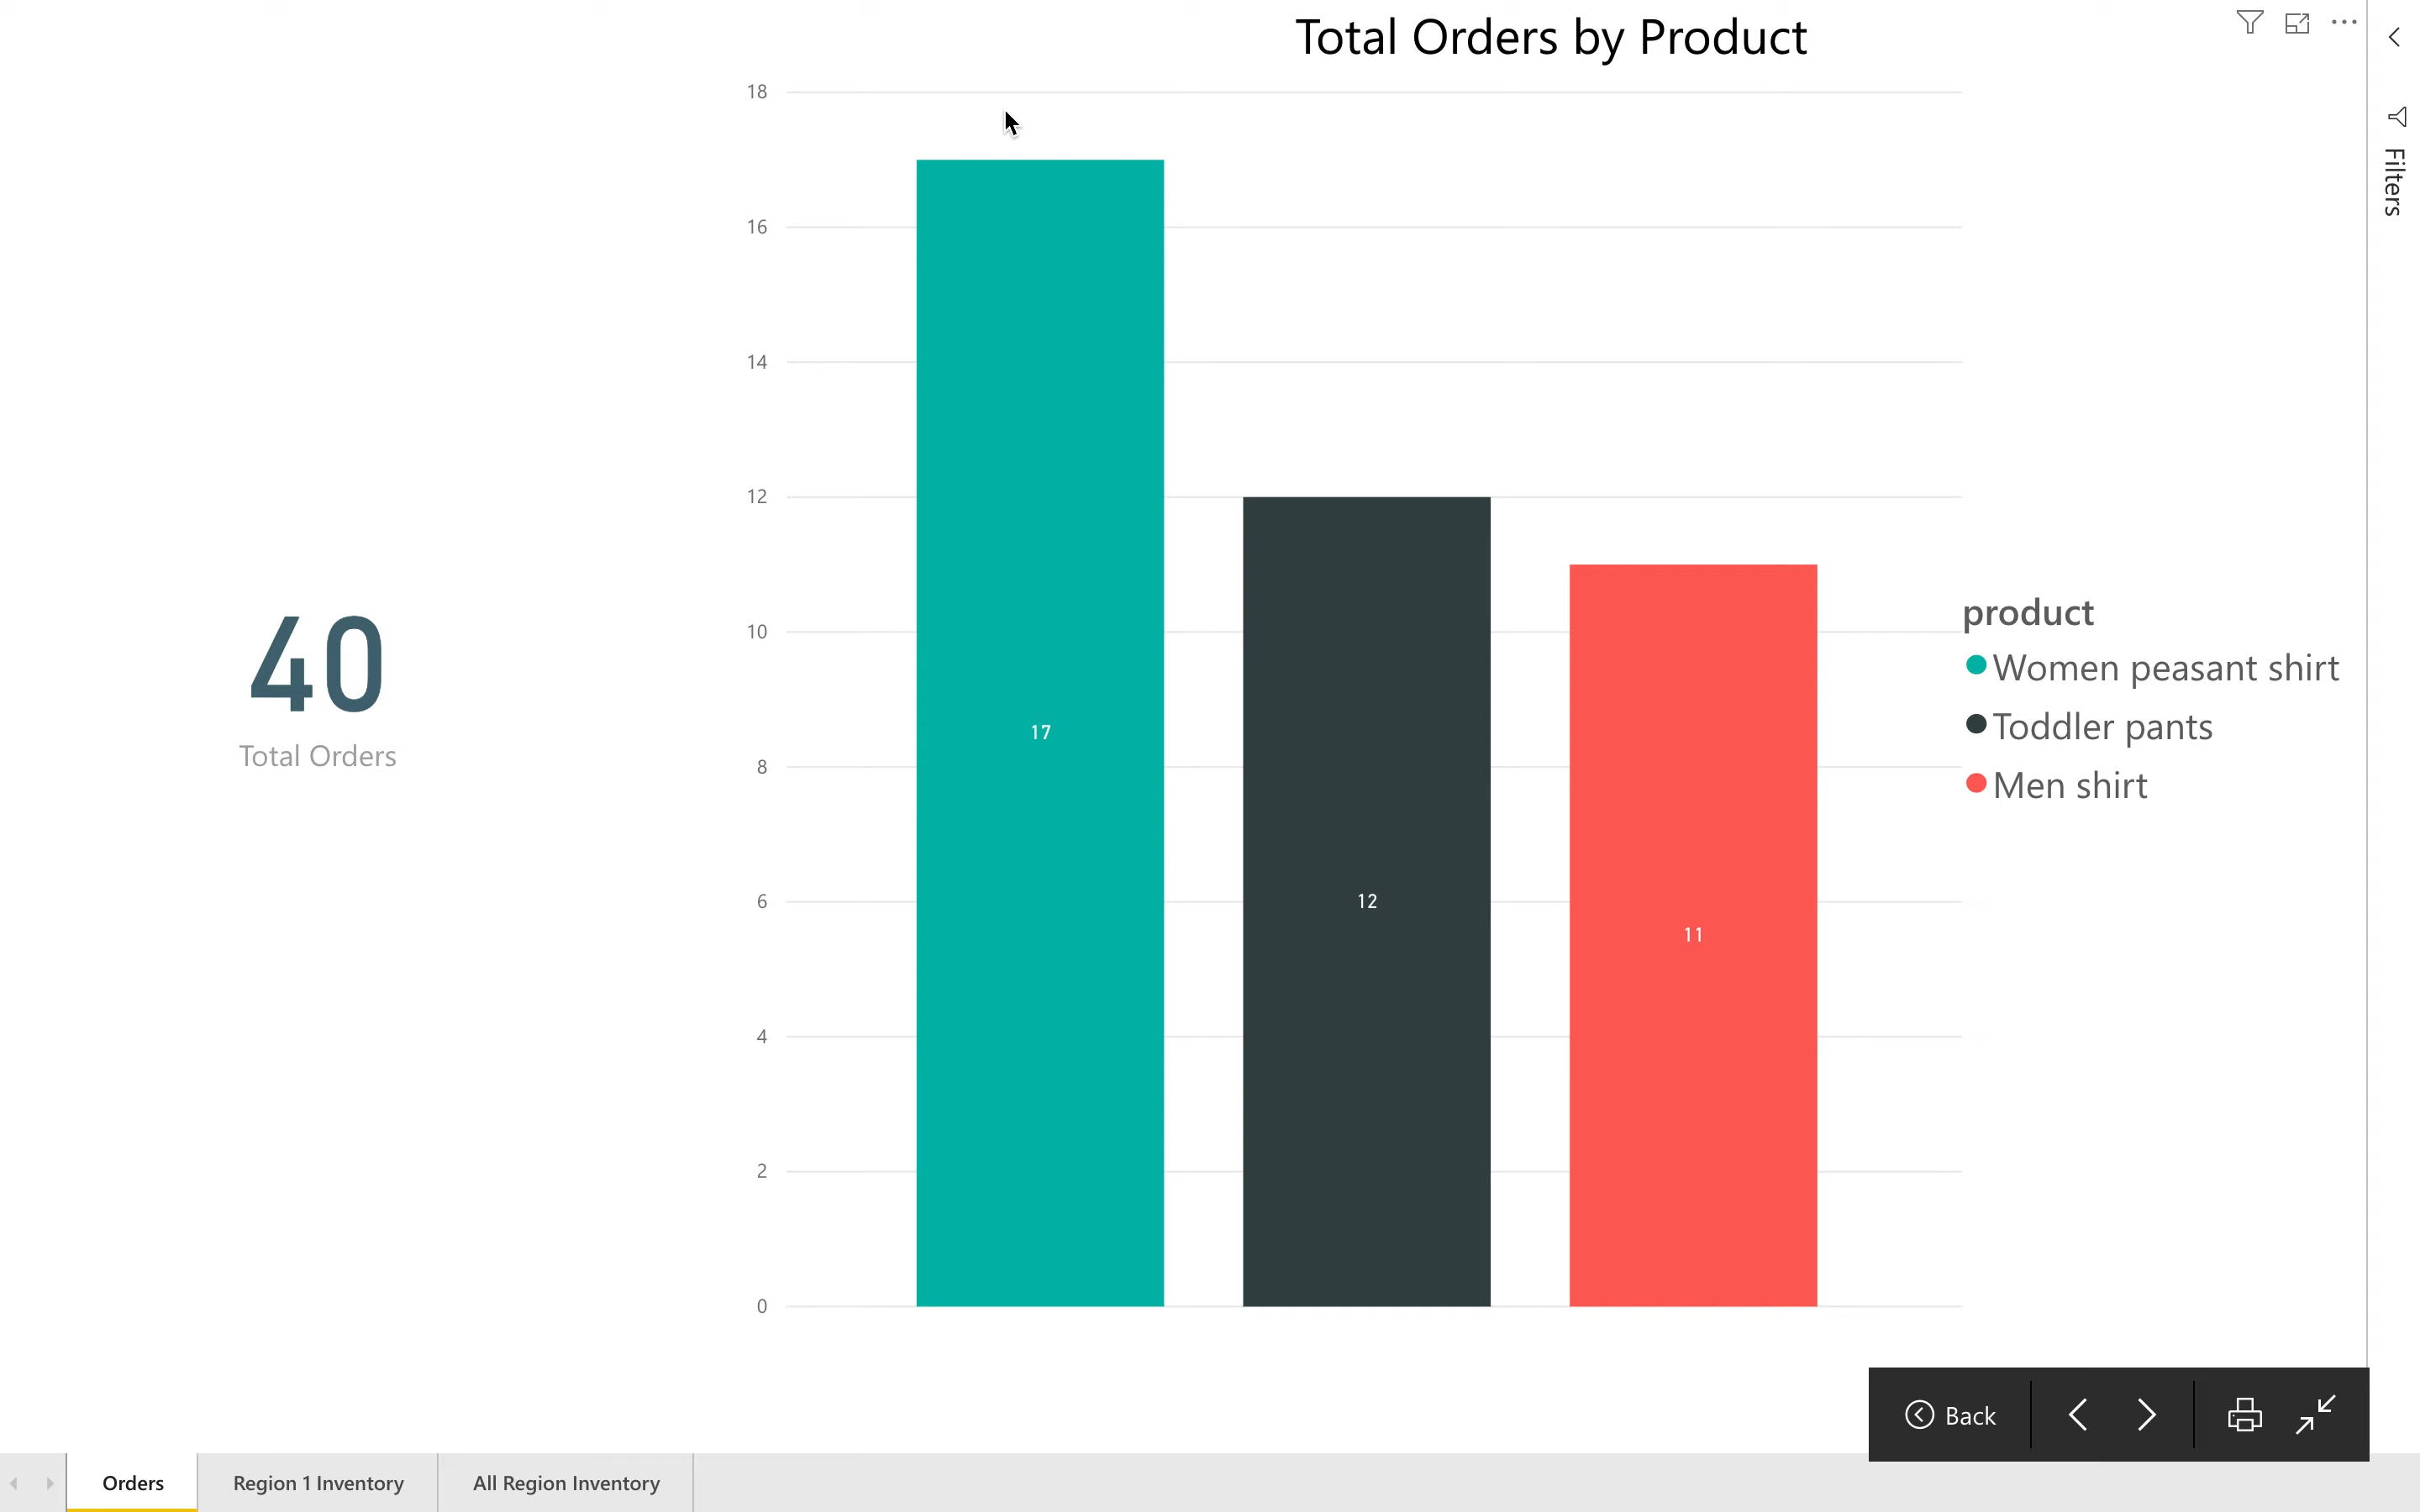 Total Orders by Product
Filters
18
16
14
12
10
8
6
4
2
0
17
12
11
40
Total Orders
product
Women peasant shirt
Toddler pants
Men shirt
Back
Orders
Region 1 Inventory
All Region Inventory